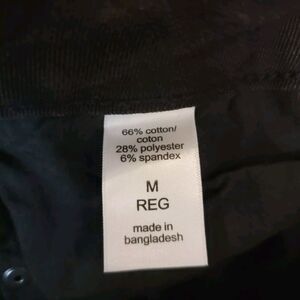 66% cotton/
coton
28% polyester
6% spandex
M
REG
made in
bangladesh